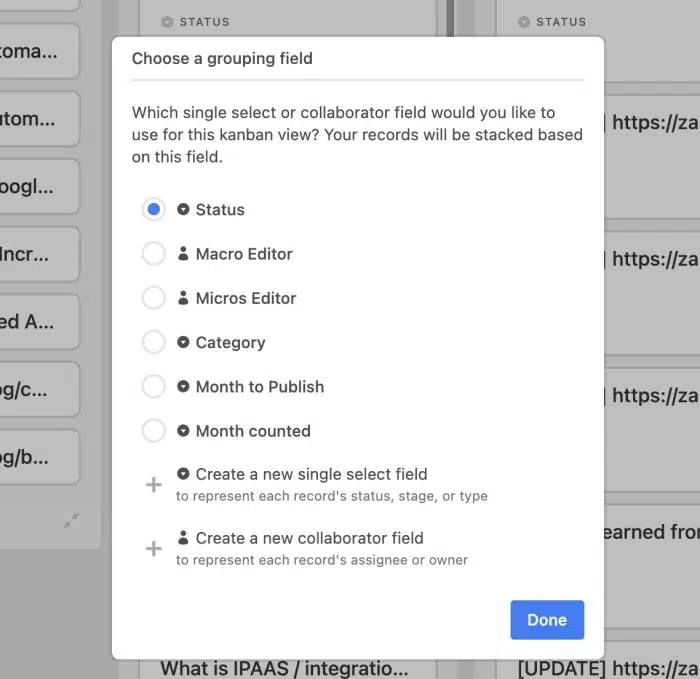 STATUS
STATUS
toma...
utom...
oogl...
Incr...
ed A...
og/c...
og/b...
Choose a grouping field
Which single select or collaborator field would you like to
use for this kanban view? Your records will be stacked based
on this field.
Status
Macro Editor
Micros Editor
Category
Month to Publish
Month counted
Create a new single select field
to represent each record's status, stage, or type
Create a new collaborator field
to represent each record's assignee or owner
Done
] https://za
] https://za
] https://za
earned fror
What is IPAAS / integratio...
[UPDATE] https://za